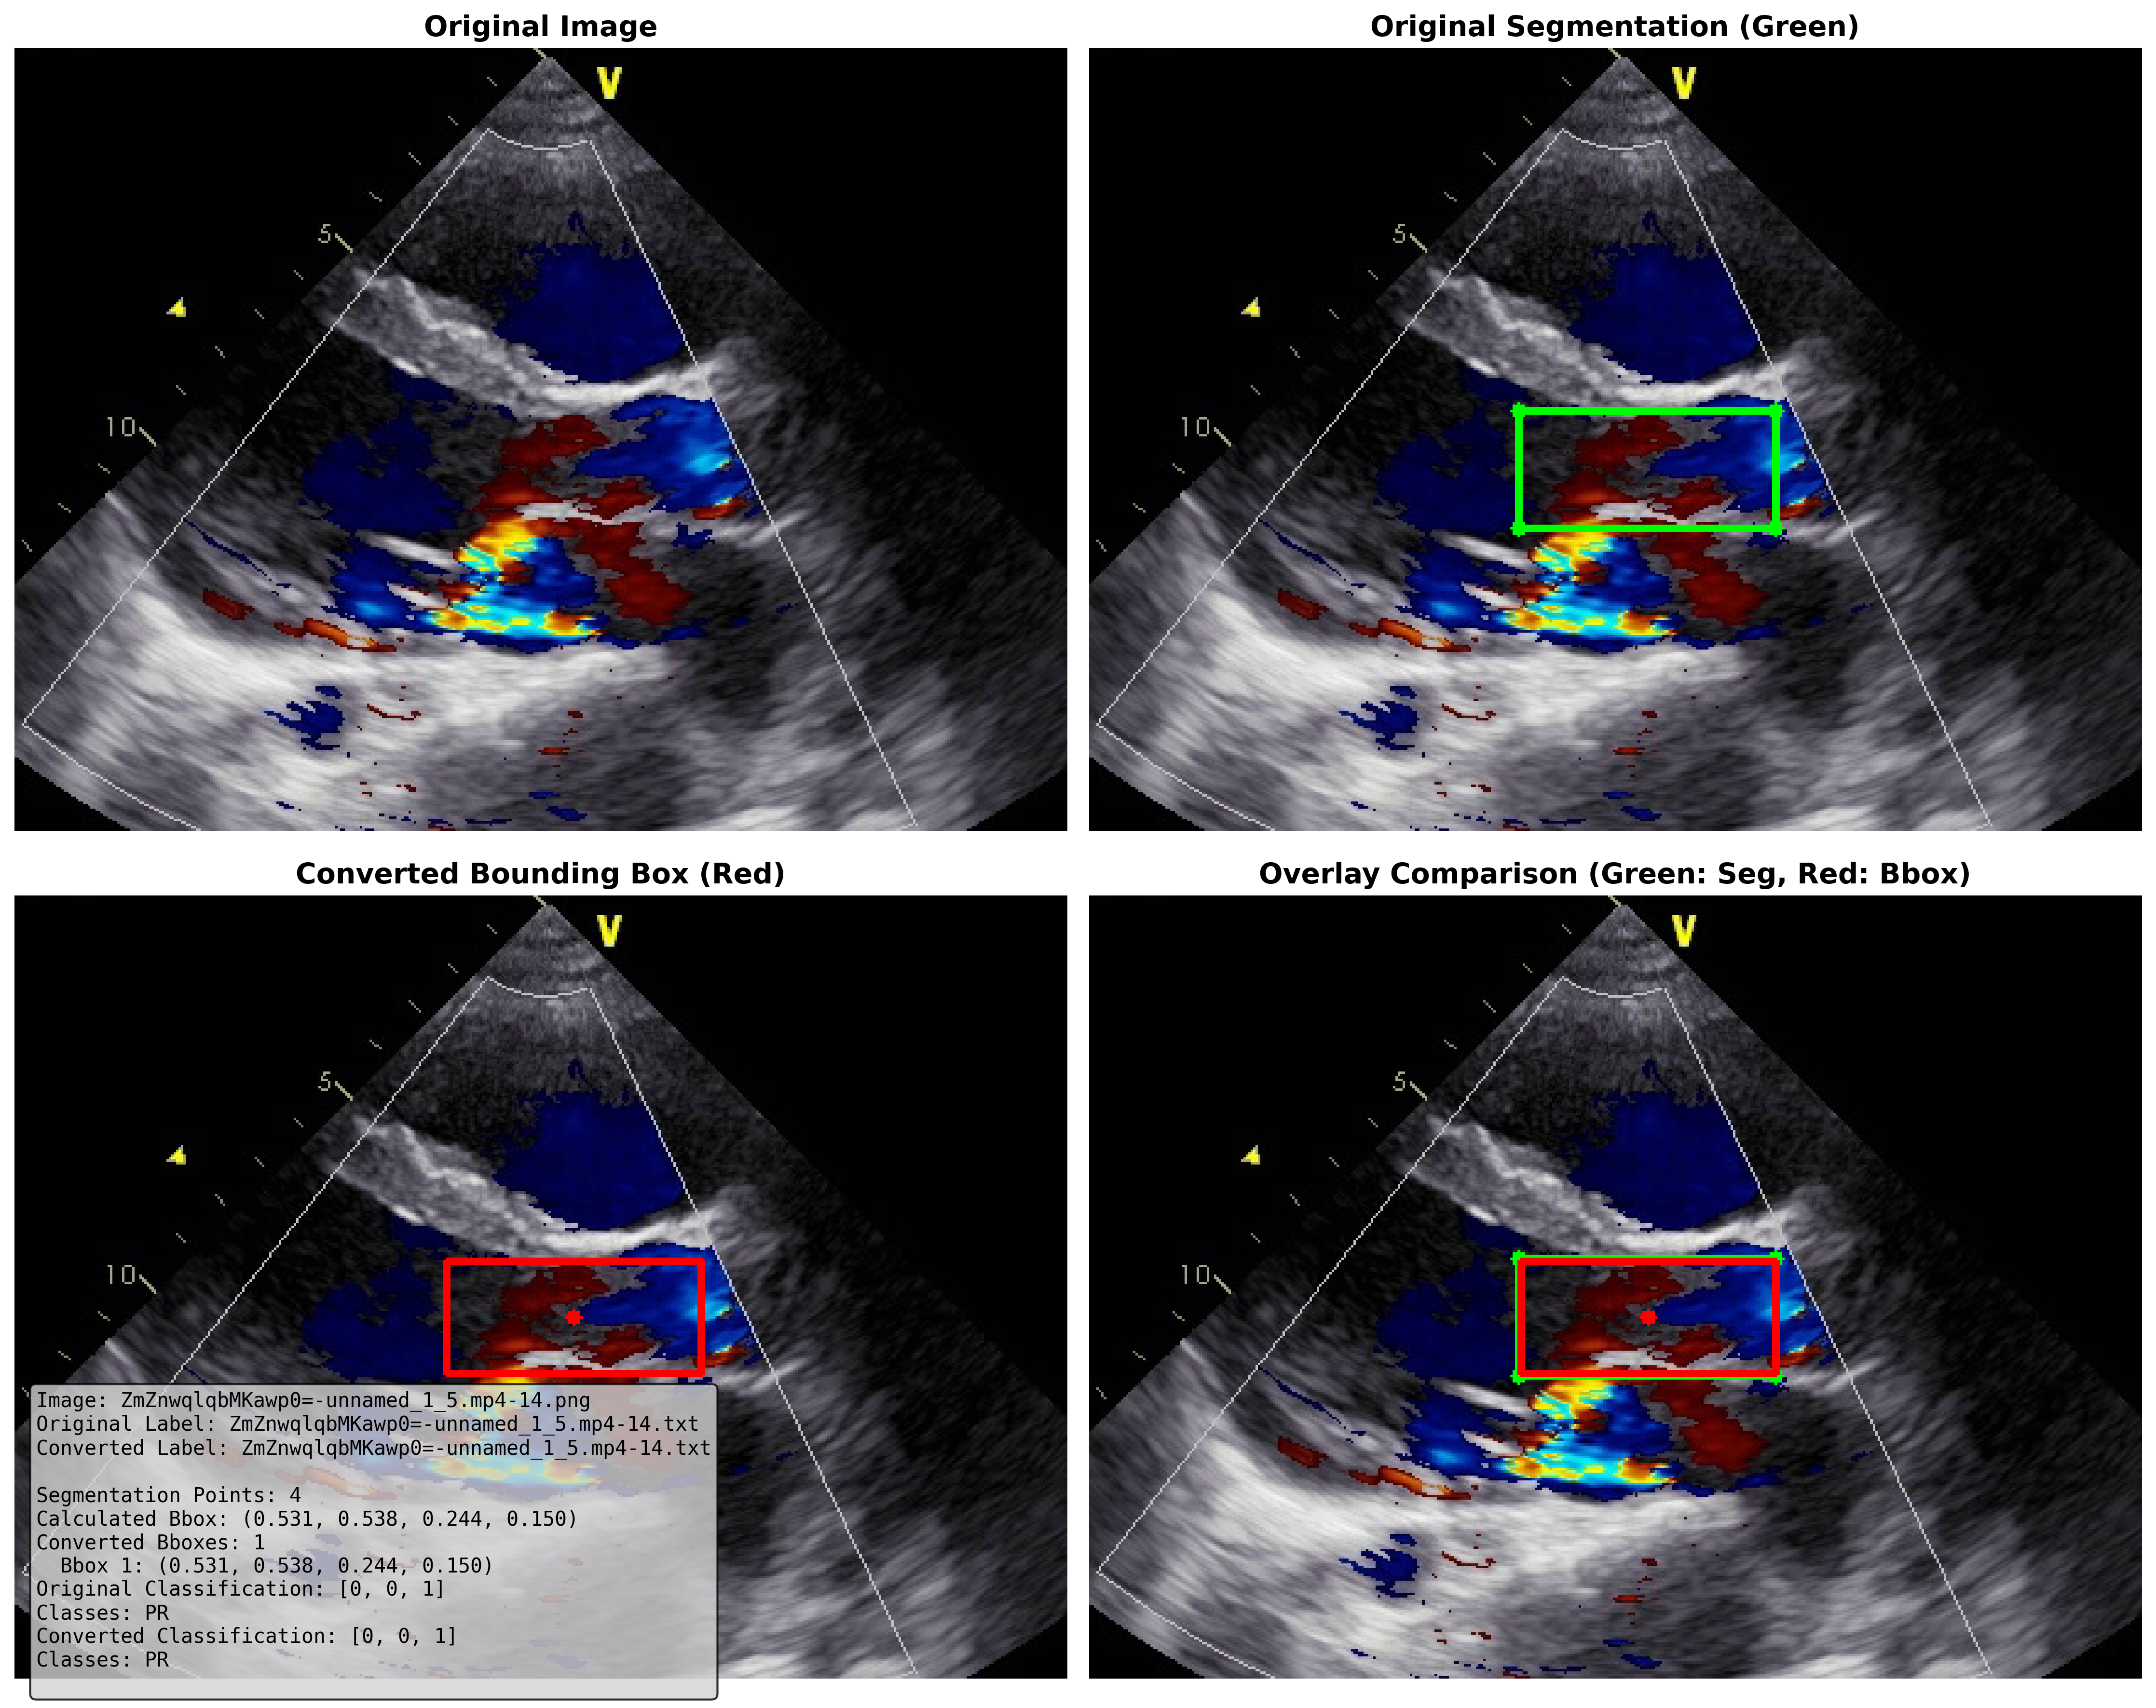 Original Image
Original Segmentation (Green)
V
5
10
V
5
10
Converted Bounding Box (Red)
Overlay Comparison (Green: Seg, Red: Bbox)
V
5
10
V
5
10
Image: ZmZnwqlqbMKawp0=-unnamed_1_5.mp4-14.png
Original Label: ZmZnwqlqbMKawp0=-unnamed_1_5.mp4-14.txt
Converted Label: ZmZnwqlqbMKawp0=-unnamed_1_5.mp4-14.txt
Segmentation Points: 4
Calculated Bbox: (0.531, 0.538, 0.244, 0.150)
Converted Bboxes: 1
Bbox 1: (0.531, 0.538, 0.244, 0.150)
Original Classification: [0, 0, 1]
Classes: PR
Converted Classification: [0, 0, 1]
Classes: PR